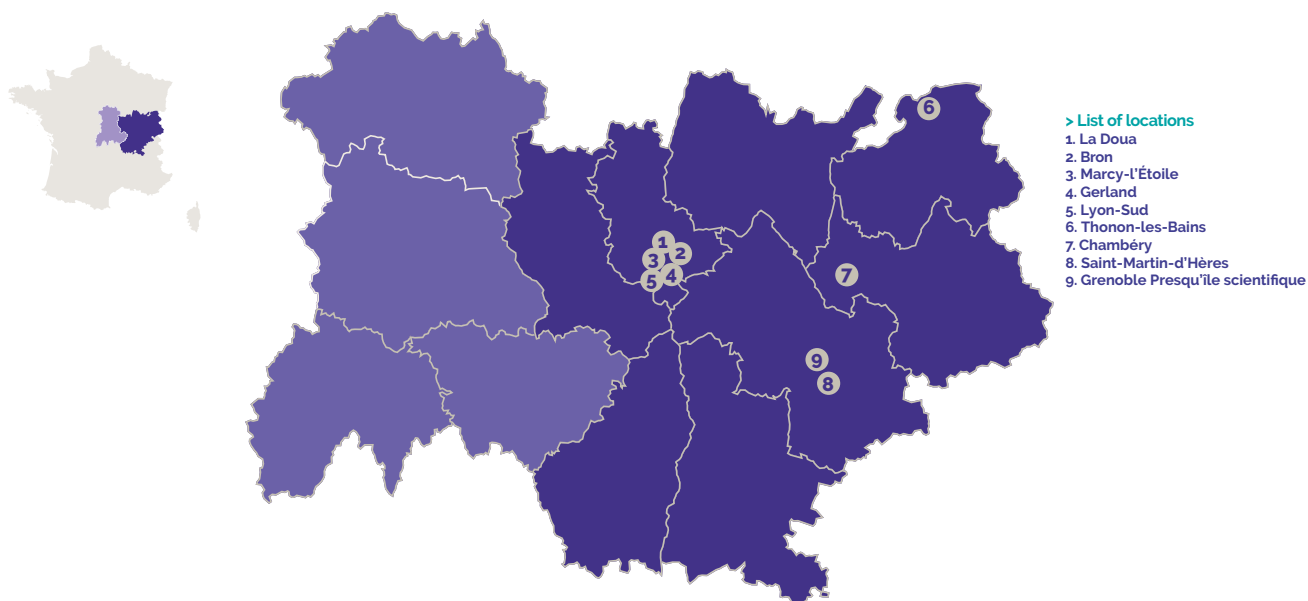 6
> List of locations
1. La Doua
2. Bron
3. Marcy-l'Étoile
4. Gerland
5. Lyon-Sud
6. Thonon-les-Bains
7. Chambéry
8. Saint-Martin-d'Hères
9. Grenoble Presqu'île scientifique
1
2
3
4
5
7
9
8